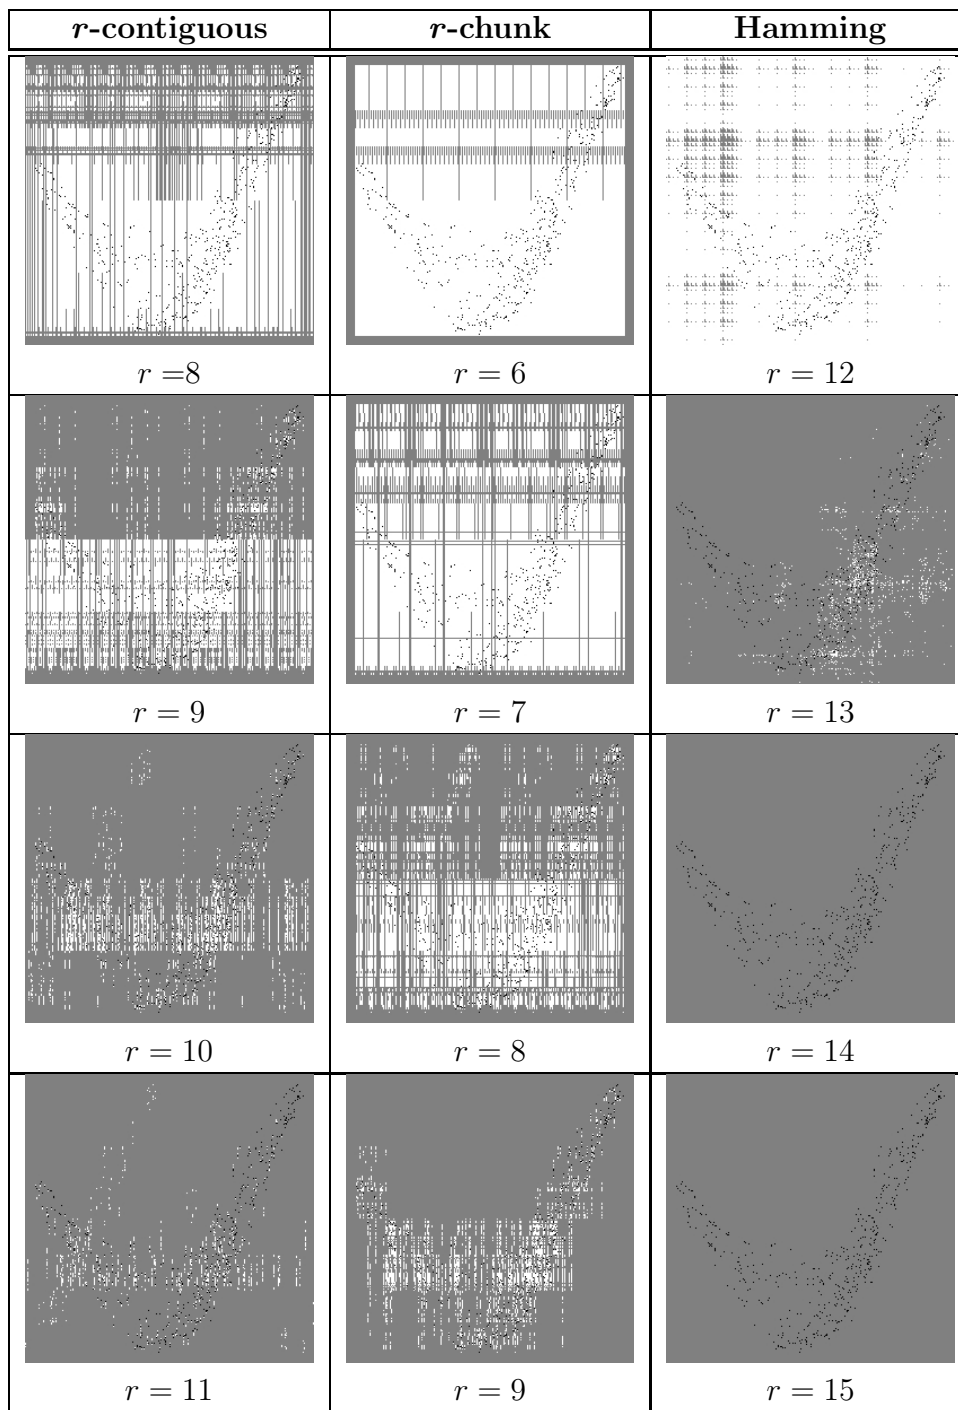 r-contiguous r-chunk Hamming
r =8 r = 6 r = 12
r = 9 r = 7 r = 13
r = 10 r = 8 r = 14
r = 11 r = 9 r = 15